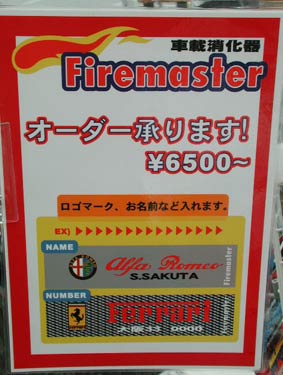 車載消化器
Firemaster
オーダー承ります!
¥6500~
ロゴマーク、お名前など入れます。
EX)
NAME
Alfa Romeo
S.SAKUTA
Firemaster
NUMBER
Ferrari
大阪33 0000